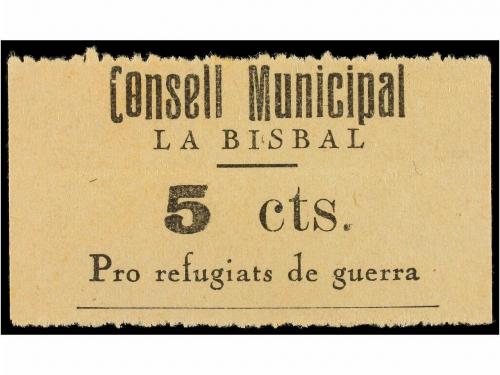 Consell Municipal
LA BISBAL
5 cts.
Pro refugiats de guerra